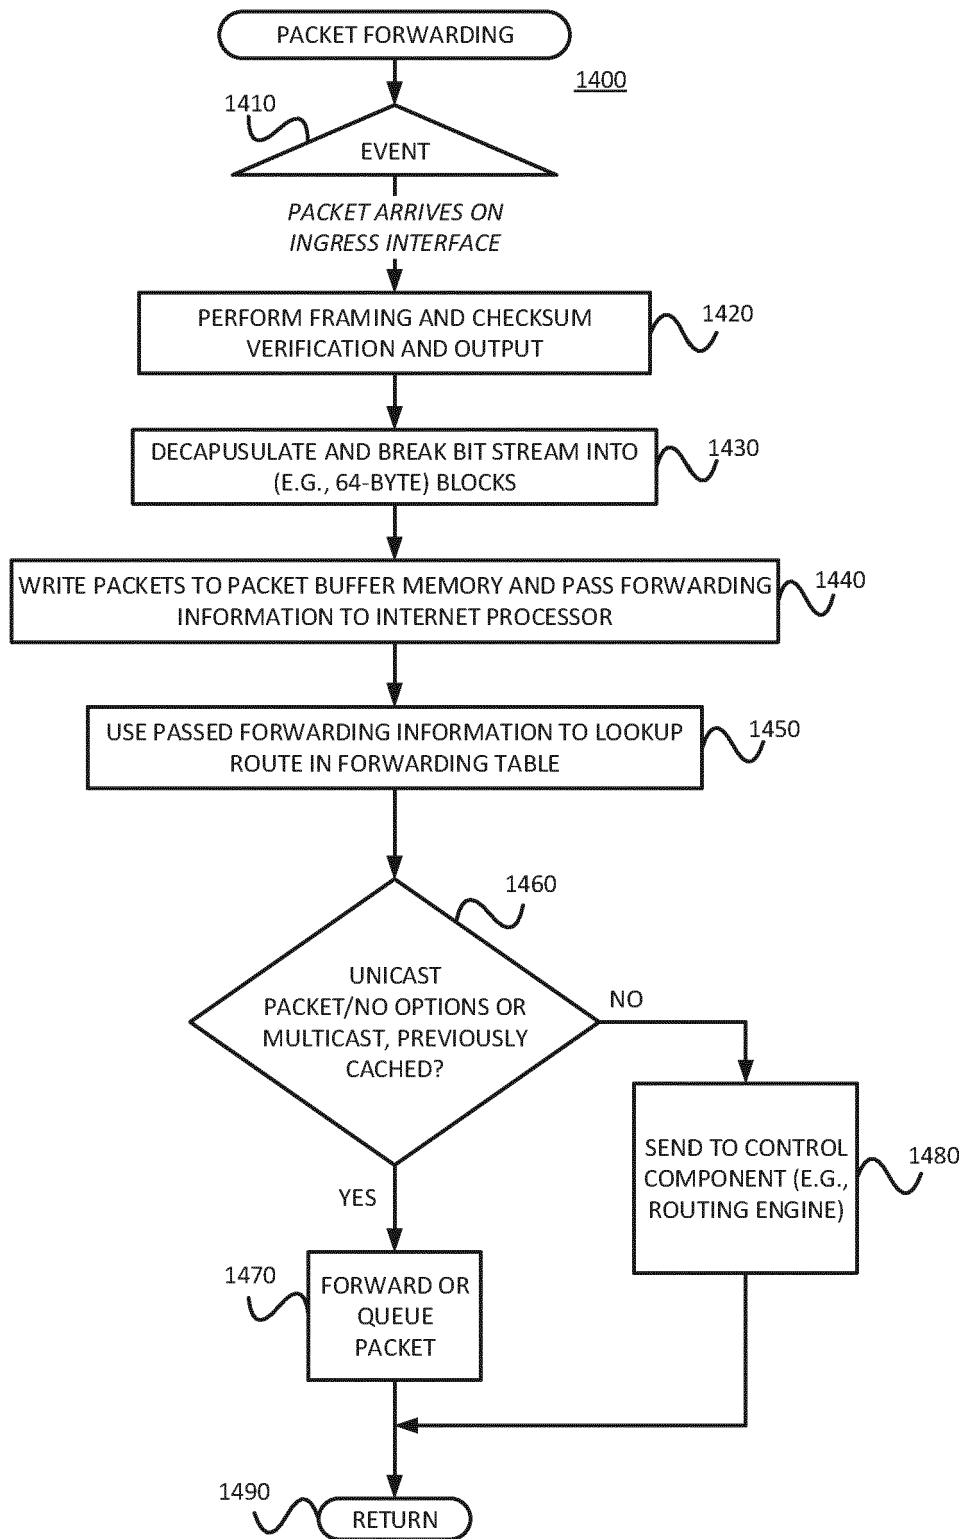 PACKET FORWARDING
1400
1410
EVENT
PACKET ARRIVES ON
INGRESS INTERFACE
PERFORM FRAMING AND CHECKSUM
VERIFICATION AND OUTPUT
1420
DECAPUSULATE AND BREAK BIT STREAM INTO
(E.G., 64-BYTE) BLOCKS
1430
WRITE PACKETS TO PACKET BUFFER MEMORY AND PASS FORWARDING
INFORMATION TO INTERNET PROCESSOR
1440
USE PASSED FORWARDING INFORMATION TO LOOKUP
ROUTE IN FORWARDING TABLE
1450
1460
UNICAST
PACKET/NO OPTIONS OR
MULTICAST, PREVIOUSLY
CACHED?
NO
YES
SEND TO CONTROL
COMPONENT (E.G.,
ROUTING ENGINE)
1480
1470
FORWARD OR
QUEUE
PACKET
1490
RETURN